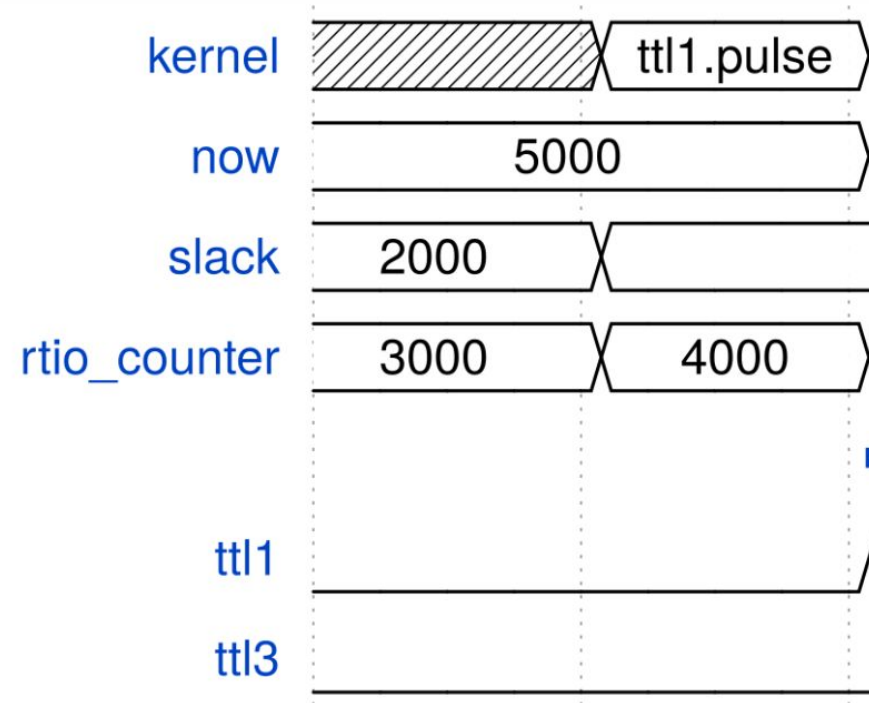 kernel ttl1.pulse
now 5000
slack 2000
rtio_counter 3000 4000
ttl1
ttl3